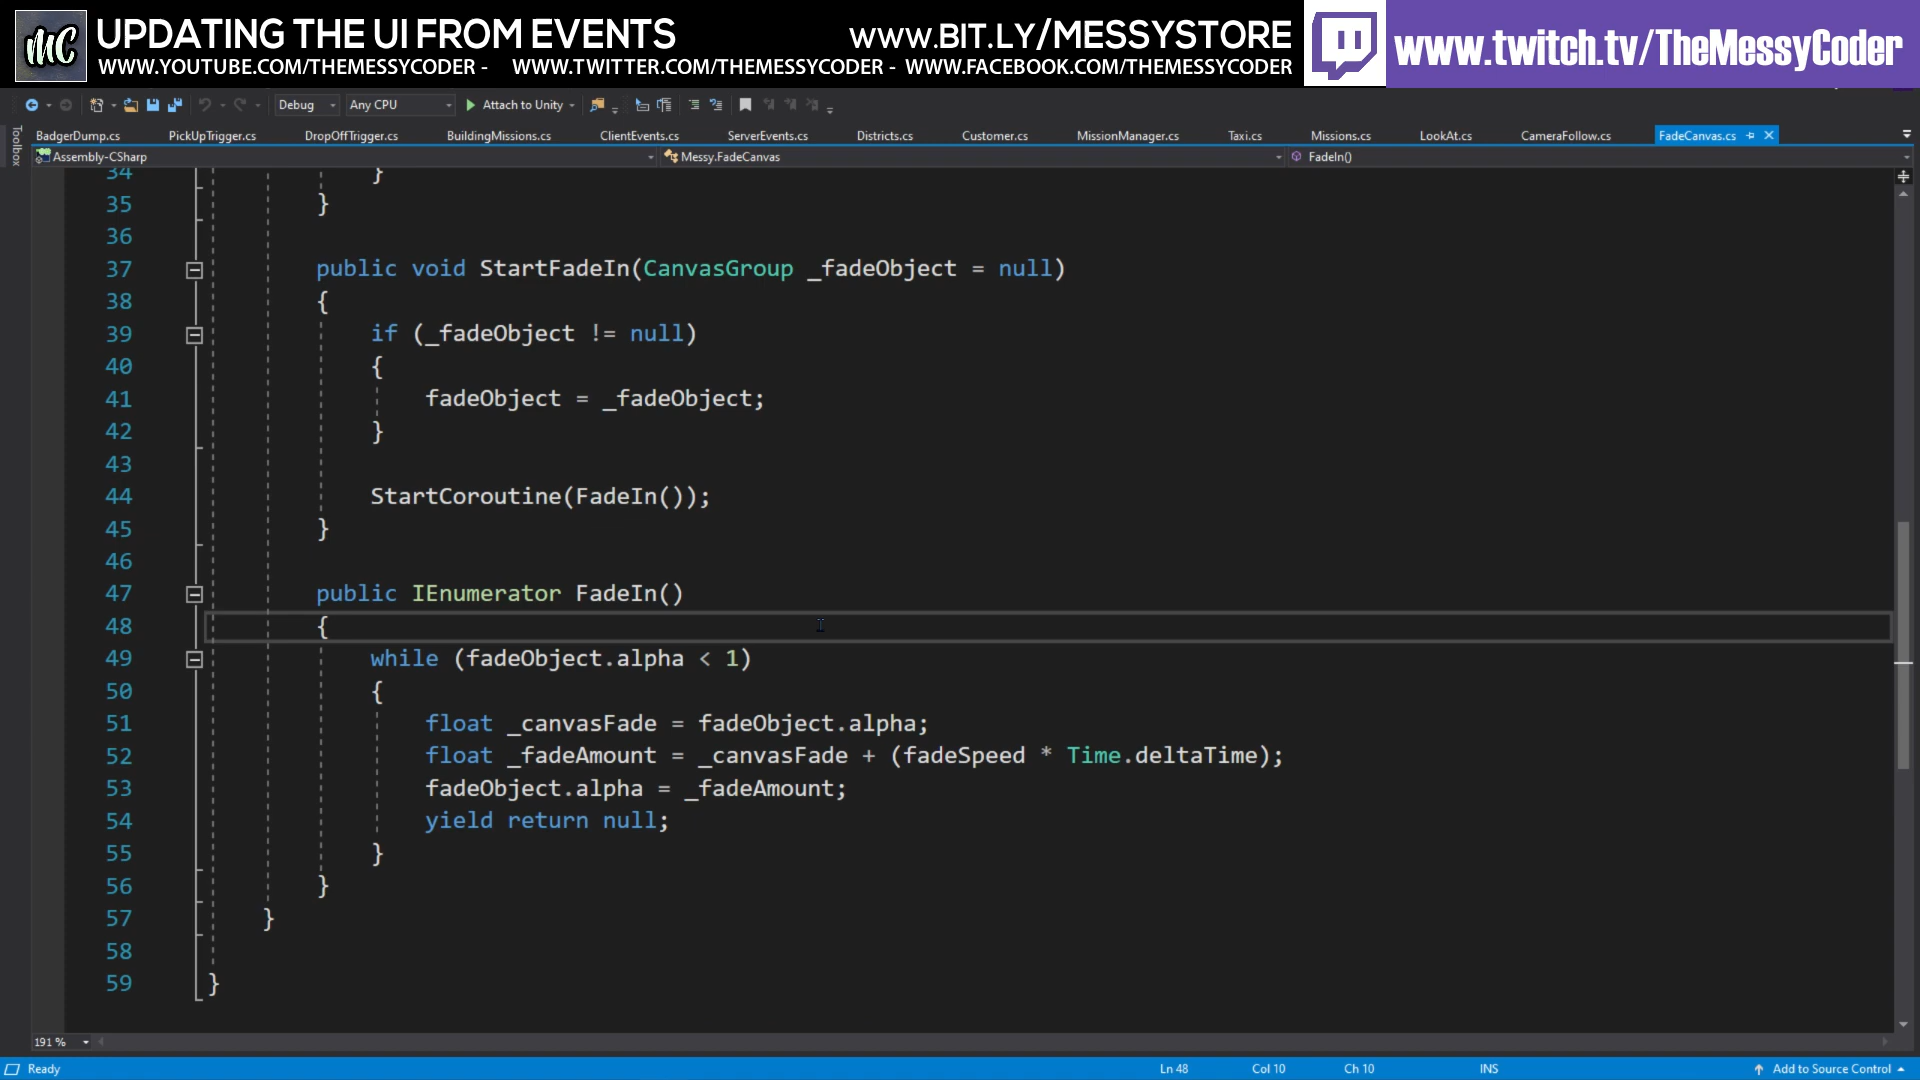 MC UPDATING THE UI FROM EVENTS WWW.BIT.LY/MESSYSTORE www.twitch.tv/TheMessyCoder
WWW.YOUTUBE.COM/THEMESSYCODER - WWW.TWITTER.COM/THEMESSYCODER - WWW.FACEBOOK.COM/THEMESSYCODER
Debug Any CPU Attach to Unity
Toolbox
BadgerDump.cs PickUpTrigger.cs DropOffTrigger.cs BuildingMissions.cs ClientEvents.cs ServerEvents.cs Districts.cs Customer.cs MissionManager.cs Taxi.cs Missions.cs LookAt.cs CameraFollow.cs FadeCanvas.cs
Assembly-CSharp Messy.FadeCanvas FadeIn()
34 }
35 }
36
37 public void StartFadeIn(CanvasGroup _fadeObject = null)
38 {
39 if (_fadeObject != null)
40 {
41 fadeObject = _fadeObject;
42 }
43
44 StartCoroutine(FadeIn());
45 }
46
47 public IEnumerator FadeIn()
48 {
49 while (fadeObject.alpha < 1)
50 {
51 float _canvasFade = fadeObject.alpha;
52 float _fadeAmount = _canvasFade + (fadeSpeed * Time.deltaTime);
53 fadeObject.alpha = _fadeAmount;
54 yield return null;
55 }
56 }
57 }
58
59 }
191 %
Ready Ln 48 Col 10 Ch 10 INS Add to Source Control